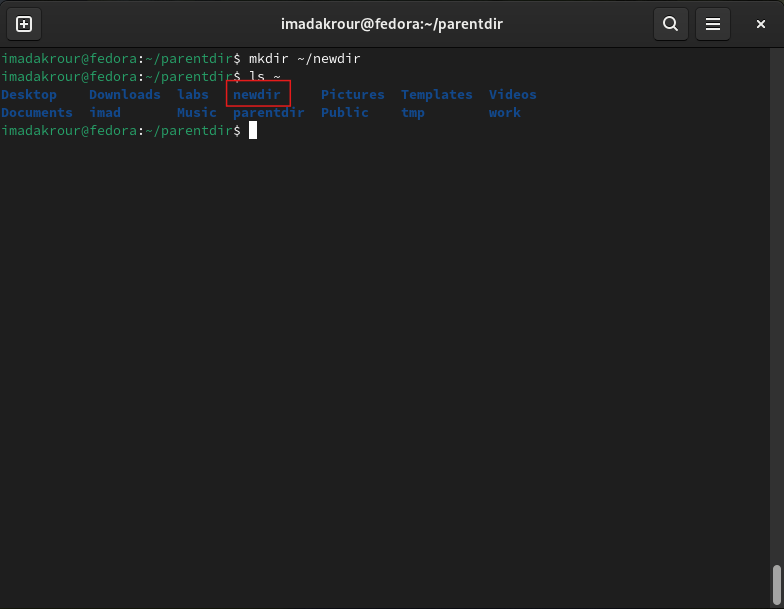 imadakrour@fedora:~/parentdir
imadakrour@fedora:~/parentdir$ mkdir ~/newdir
imadakrour@fedora:~/parentdir$ ls ~
Desktop Downloads labs newdir Pictures Templates Videos
Documents imad Music parentdir Public tmp work
imadakrour@fedora:~/parentdir$